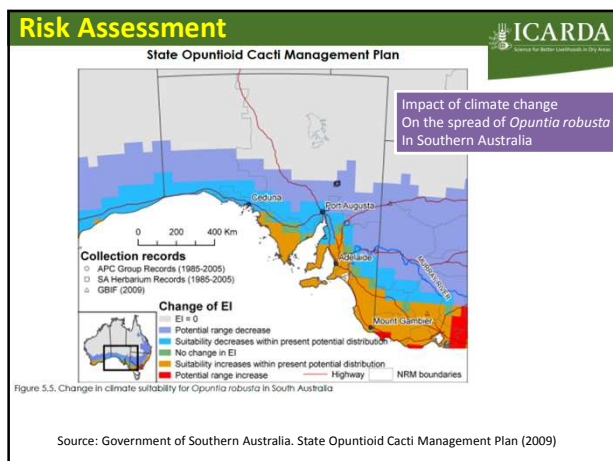 Risk Assessment
ICARDA
Science for Better Livelihoods in Dry Areas
State Opuntioid Cacti Management Plan
Impact of climate change
On the spread of Opuntia robusta
In Southern Australia
Ceduna
Port Augusta
0 200 400 Km
Adelaide
MURRAY RIVER
Collection records
APC Group Records (1985-2005)
SA Herbarium Records (1985-2005)
GBIF (2009)
Mount Gambier
Change of EI
EI = 0
Potential range decrease
Suitability decreases within present potential distribution
No change in EI
Suitability increases within present potential distribution
Potential range increase
Highway
NRM boundaries
Figure 5.5. Change in climate suitability for Opuntia robusta in South Australia
Source: Government of Southern Australia. State Opuntioid Cacti Management Plan (2009)